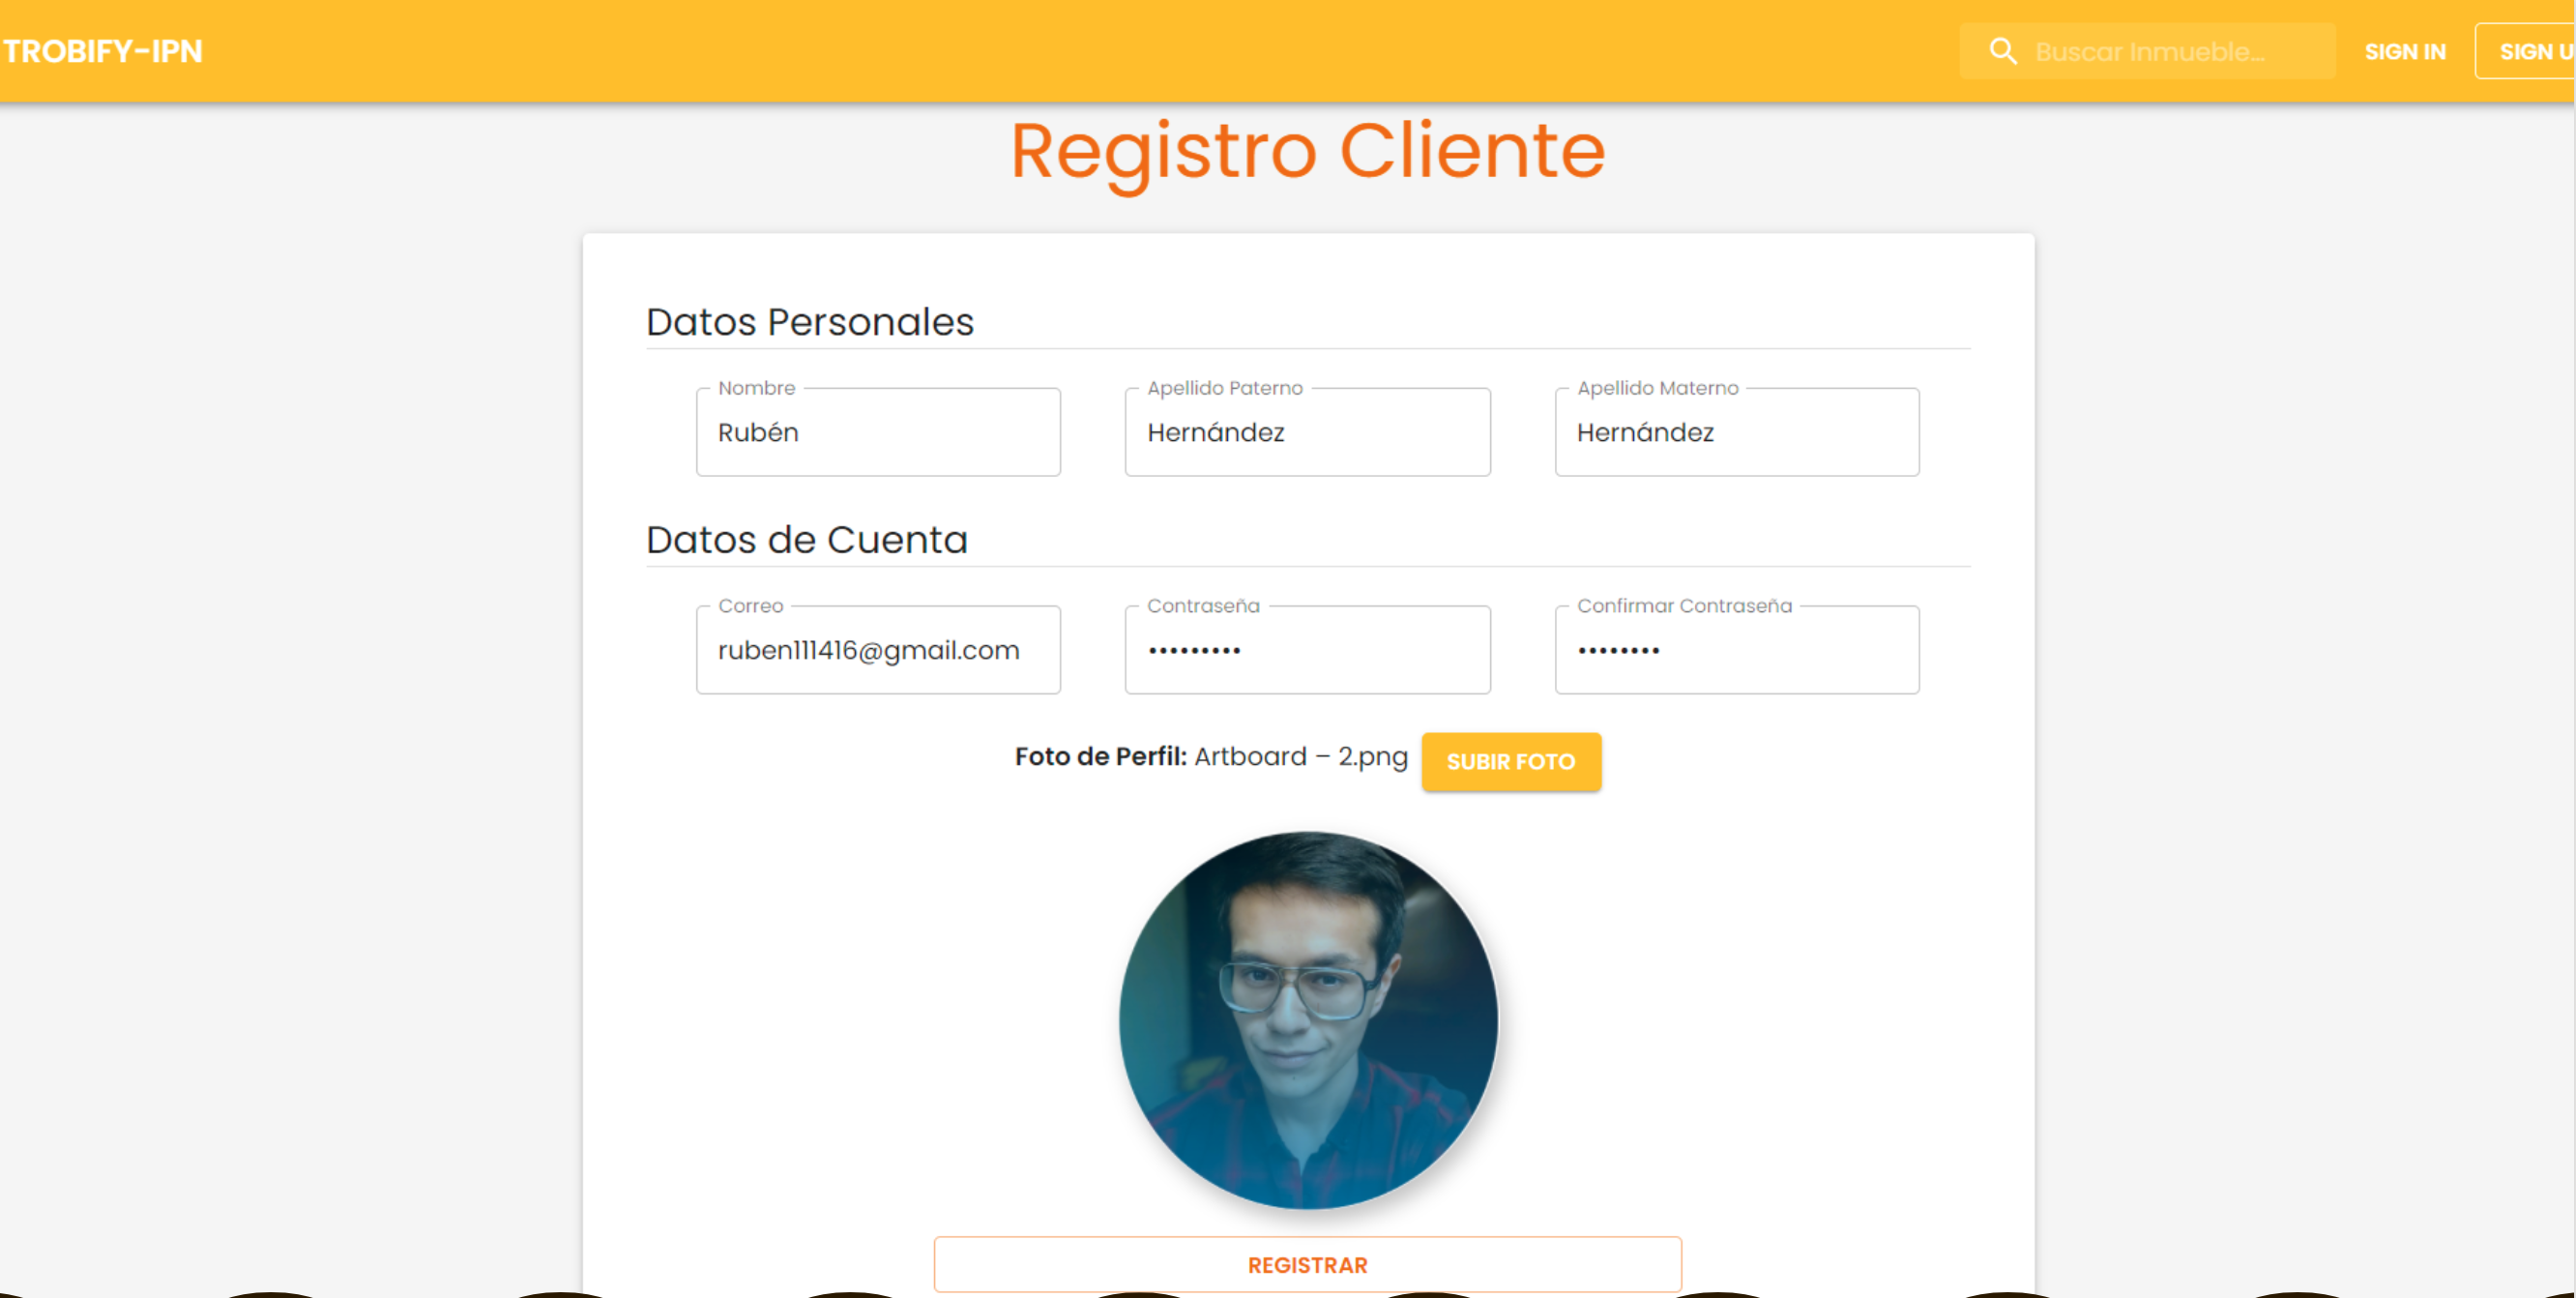 TROBIFY-IPN
Buscar Inmueble...
SIGN IN
SIGN U
Registro Cliente
Datos Personales
Nombre
Apellido Paterno
Apellido Materno
Rubén
Hernández
Hernández
Datos de Cuenta
Correo
Contraseña
Confirmar Contraseña
ruben111416@gmail.com
•••••••••
••••••••
Foto de Perfil: Artboard – 2.png
SUBIR FOTO
REGISTRAR